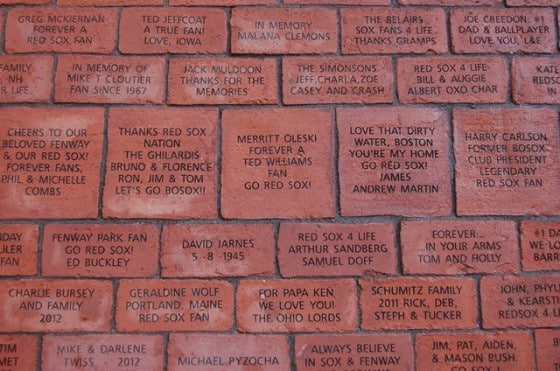 GREG MCKIERNAN
FOREVER A
RED SOX FAN
TED JEFFCOAT
A TRUE FAN!
LOVE, IOWA
IN MEMORY
MALANA CLEMONS
THE BELAIRS
SOX FANS 4 LIFE.
THANKS GRAMPS
JOE CREEDON, #1
DAD & BALLPLAYER
LOVE YOU, L&E
FAMILY
NH
LIFE.
IN MEMORY OF
MIKE T CLOUTIER
FAN SINCE 1967
JACK MULDOON
THANKS FOR THE
MEMORIES
THE SIMONSONS
JEFF,CHARLA,ZOE
CASEY AND CRASH
RED SOX 4 LIFE
BILL & AUGGIE
ALBERT OXO CHAR
CHEERS TO OUR
BELOVED FENWAY
& OUR RED SOX!
FOREVER FANS,
PHIL & MICHELLE
COMBS
THANKS RED SOX
NATION
THE GHILARDIS
BRUNO & FLORENCE
RON, JIM & TOM
LET'S GO BOSOX!!
MERRITT OLESKI
FOREVER A
TED WILLIAMS
FAN
GO RED SOX!
LOVE THAT DIRTY
WATER, BOSTON
YOU'RE MY HOME
GO RED SOX!
JAMES
ANDREW MARTIN
HARRY CARLSON
FORMER BOSOX
CLUB PRESIDENT
LEGENDARY
RED SOX FAN
FAN
FENWAY PARK FAN
GO RED SOX!
ED BUCKLEY
DAVID JARNES
5-8-1945
RED SOX 4 LIFE
ARTHUR SANDBERG
SAMUEL DOFF
FOREVER...
...IN YOUR ARMS
TOM AND HOLLY
#1 DA
WE LO
CHARLIE BURSEY
AND FAMILY
2012
GERALDINE WOLF
PORTLAND, MAINE
RED SOX FAN
FOR PAPA KEN
WE LOVE YOU!
THE OHIO LORDS
SCHUMITZ FAMILY
2011 RICK, DEB,
STEPH & TUCKER
JOHN, PHYL
& KEARST
REDSOX 4 L
MIKE & DARLENE
TWISS - 2012
MICHAEL PYZOCHA
ALWAYS BELIEVE
IN SOX & FENWAY
JIM, PAT, AIDEN,
& MASON BUSH